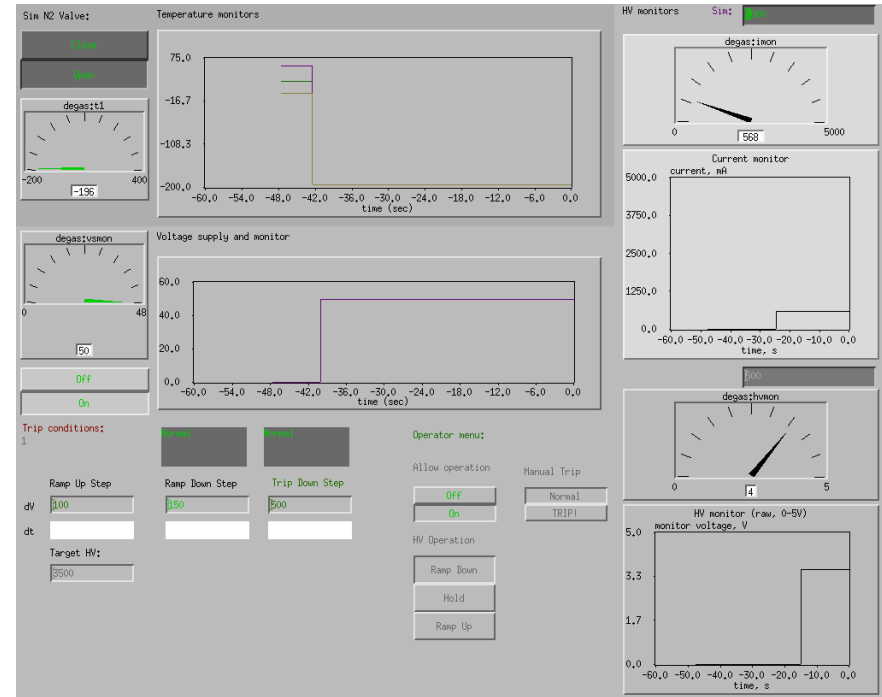 Sim N2 Valve:
Close
Open
degas:t1
-200
400
-196
Temperature monitors
75.0
-16.7
-108.3
-200.0
-60.0 -54.0 -48.0 -42.0 -36.0 -30.0 -24.0 -18.0 -12.0 -6.0 0.0
time (sec)
degas:vsmon
0
48
50
Off
On
Voltage supply and monitor
60.0
40.0
20.0
0.0
-60.0 -54.0 -48.0 -42.0 -36.0 -30.0 -24.0 -18.0 -12.0 -6.0 0.0
time (sec)
Trip conditions:
1
Normal
Normal
Ramp Up Step
Ramp Down Step
Trip Down Step
dV
100
150
500
dt
Target HV:
3500
Operator menu:
Allow operation
Off
On
Manual Trip
Normal
TRIP!
HV Operation
Ramp Down
Hold
Ramp Up
HV monitors
Sim:
degas:imon
0
5000
568
Current monitor
current, mA
5000.0
3750.0
2500.0
1250.0
0.0
-60.0 -50.0 -40.0 -30.0 -20.0 -10.0 0.0
time, s
500
degas:hvmon
0
5
4
HV monitor (raw, 0-5V)
monitor voltage, V
5.0
3.3
1.7
0.0
-60.0 -50.0 -40.0 -30.0 -20.0 -10.0 0.0
time, s